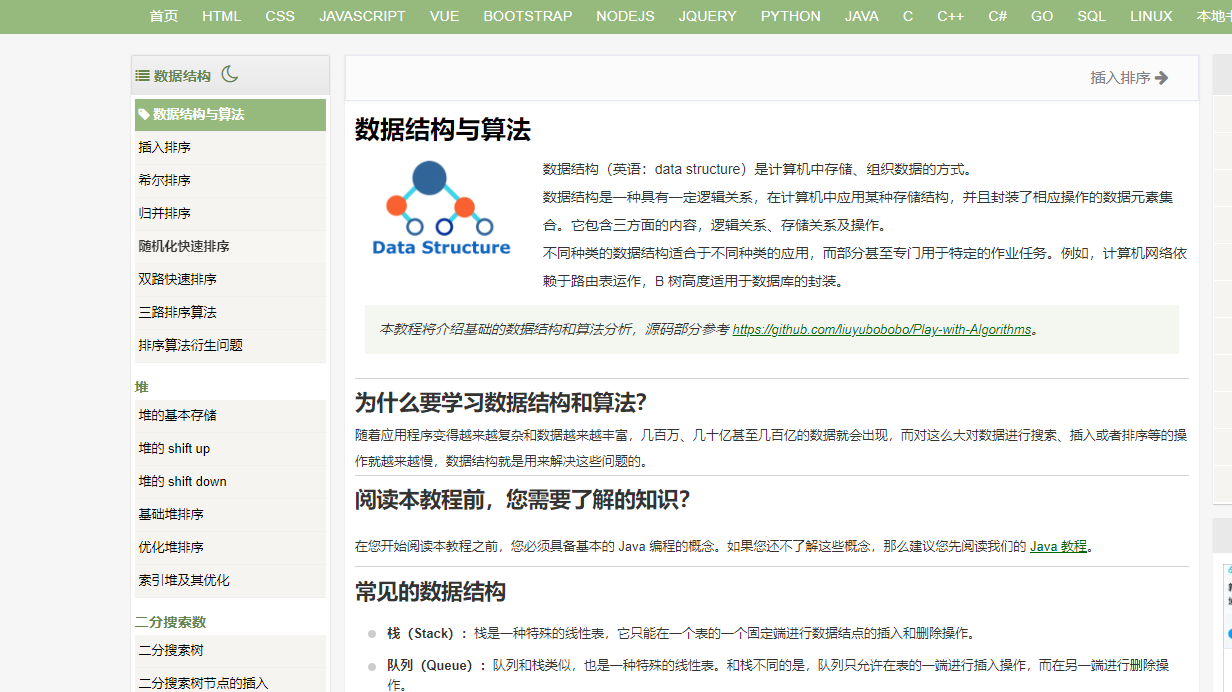 首页 HTML CSS JAVASCRIPT VUE BOOTSTRAP NODEJS JQUERY PYTHON JAVA C C++ C# GO SQL LINUX 本地
数据结构
数据结构与算法
插入排序
希尔排序
归并排序
随机化快速排序
双路快速排序
三路排序算法
排序算法衍生问题
堆
堆的基本存储
堆的 shift up
堆的 shift down
基础堆排序
优化堆排序
索引堆及其优化
二分搜索数
二分搜索树
二分搜索树节点的插入
插入排序
数据结构与算法
Data Structure
数据结构（英语：data structure）是计算机中存储、组织数据的方式。
数据结构是一种具有一定逻辑关系，在计算机中应用某种存储结构，并且封装了相应操作的数据元素集
合。它包含三方面的内容，逻辑关系、存储关系及操作。
不同种类的数据结构适合于不同种类的应用，而部分甚至专门用于特定的作业任务。例如，计算机网络依
赖于路由表运作，B 树高度适用于数据库的封装。
本教程将介绍基础的数据结构和算法分析，源码部分参考 https://github.com/liuyubobobo/Play-with-Algorithms。
为什么要学习数据结构和算法？
随着应用程序变得越来越复杂和数据越来越丰富，几百万、几十亿甚至几百亿的数据就会出现，而对这么大对数据进行搜索、插入或者排序等的操
作就越来越慢，数据结构就是用来解决这些问题的。
阅读本教程前，您需要了解的知识？
在您开始阅读本教程之前，您必须具备基本的 Java 编程的概念。如果您还不了解这些概念，那么建议您先阅读我们的 Java 教程。
常见的数据结构
栈（Stack）：栈是一种特殊的线性表，它只能在一个表的一个固定端进行数据结点的插入和删除操作。
队列（Queue）：队列和栈类似，也是一种特殊的线性表。和栈不同的是，队列只允许在表的一端进行插入操作，而在另一端进行删除操
作。